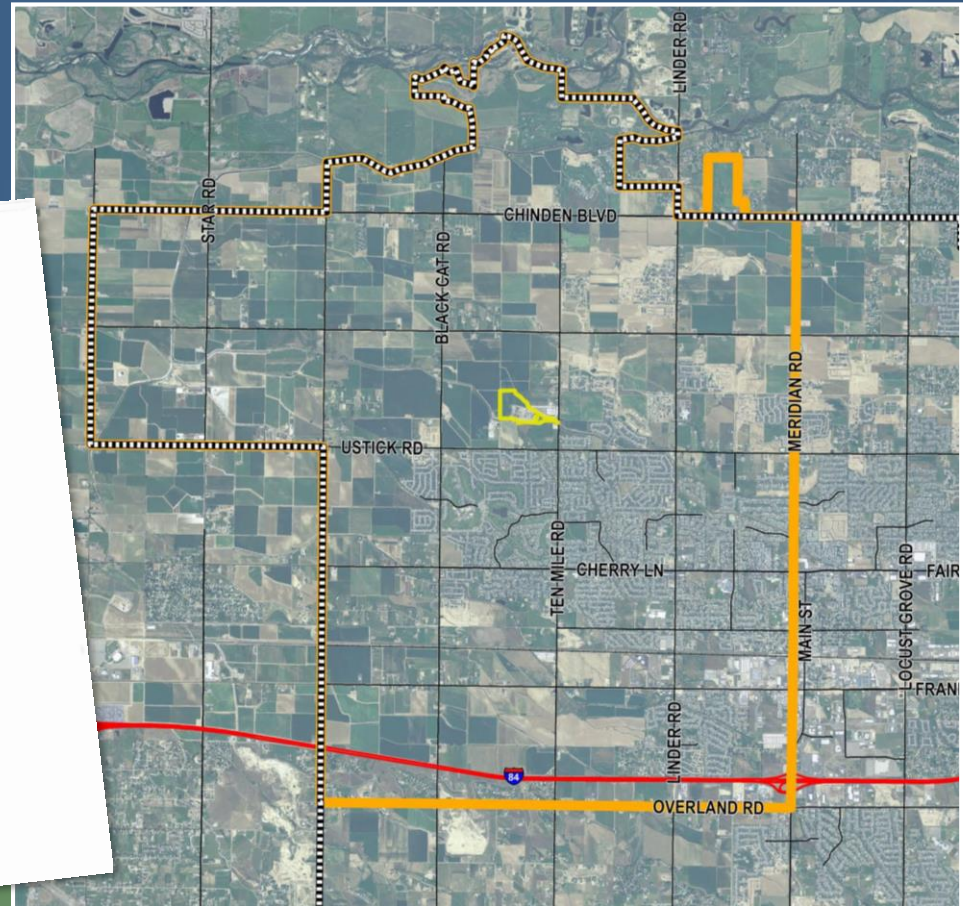 LINDER RD
STAR RD
CHINDEN BLVD
BLACK CAT RD
MERIDIAN RD
USTICK RD
TEN MILE RD
CHERRY LN
LOCUST GROVE RD
FAIR
MAIN ST
FRAN
LINDER RD
84
OVERLAND RD